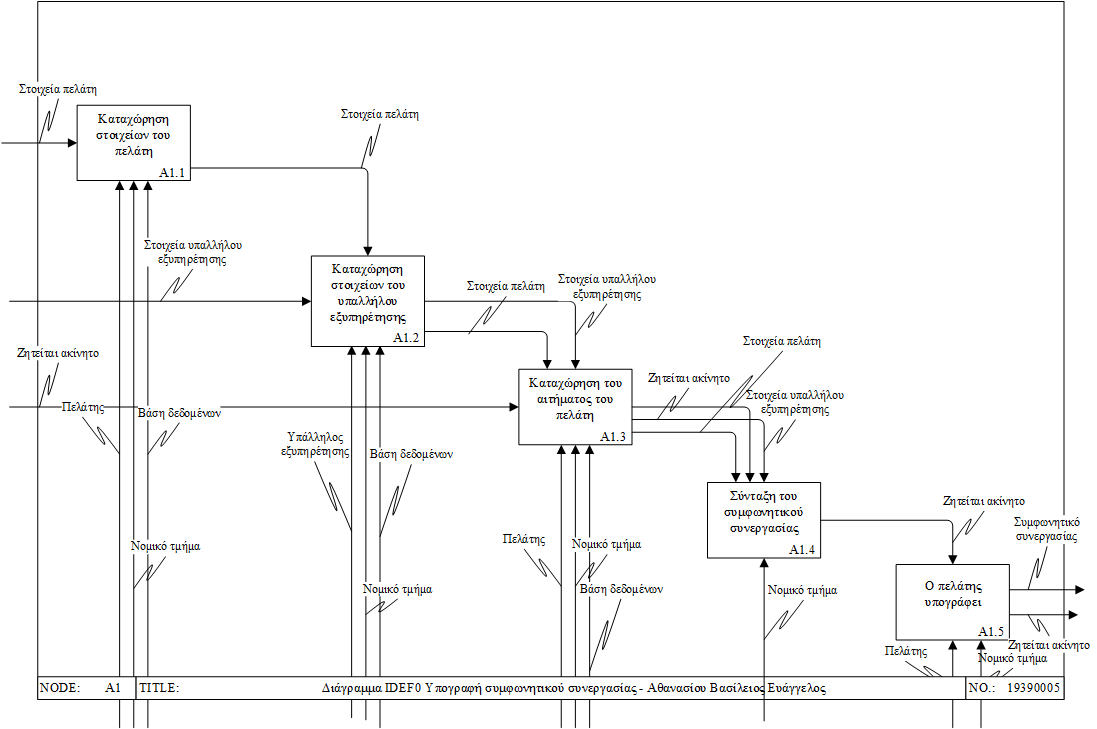 Στοιχεία πελάτη
Καταχώρηση
στοιχείων του
πελάτη
A1.1
Στοιχεία πελάτη
Στοιχεία υπαλλήλου
εξυπηρέτησης
Καταχώρηση
στοιχείων του
υπαλλήλου
εξυπηρέτησης
A1.2
Στοιχεία πελάτη
Στοιχεία υπαλλήλου
εξυπηρέτησης
Ζητείται ακίνητο
Πελάτης
Βάση δεδομένων
Καταχώρηση του
αιτήματος του
πελάτη
A1.3
Στοιχεία πελάτη
Ζητείται ακίνητο
Στοιχεία υπαλλήλου
εξυπηρέτησης
Υπάλληλος
εξυπηρέτησης
Βάση δεδομένων
Σύνταξη του
συμφωνητικού
συνεργασίας
A1.4
Ζητείται ακίνητο
Συμφωνητικό
συνεργασίας
Νομικό τμήμα
Πελάτης
Νομικό τμήμα
Νομικό τμήμα
Βάση δεδομένων
Νομικό τμήμα
Ο πελάτης
υπογράφει
A1.5
Πελάτης
Ζητείται ακίνητο
Νομικό τμήμα
NODE: A1 TITLE: Διάγραμμα IDEF0 Υπογραφή συμφωνητικού συνεργασίας - Αθανασίου Βασίλειος Ευάγγελος NO.: 19390005